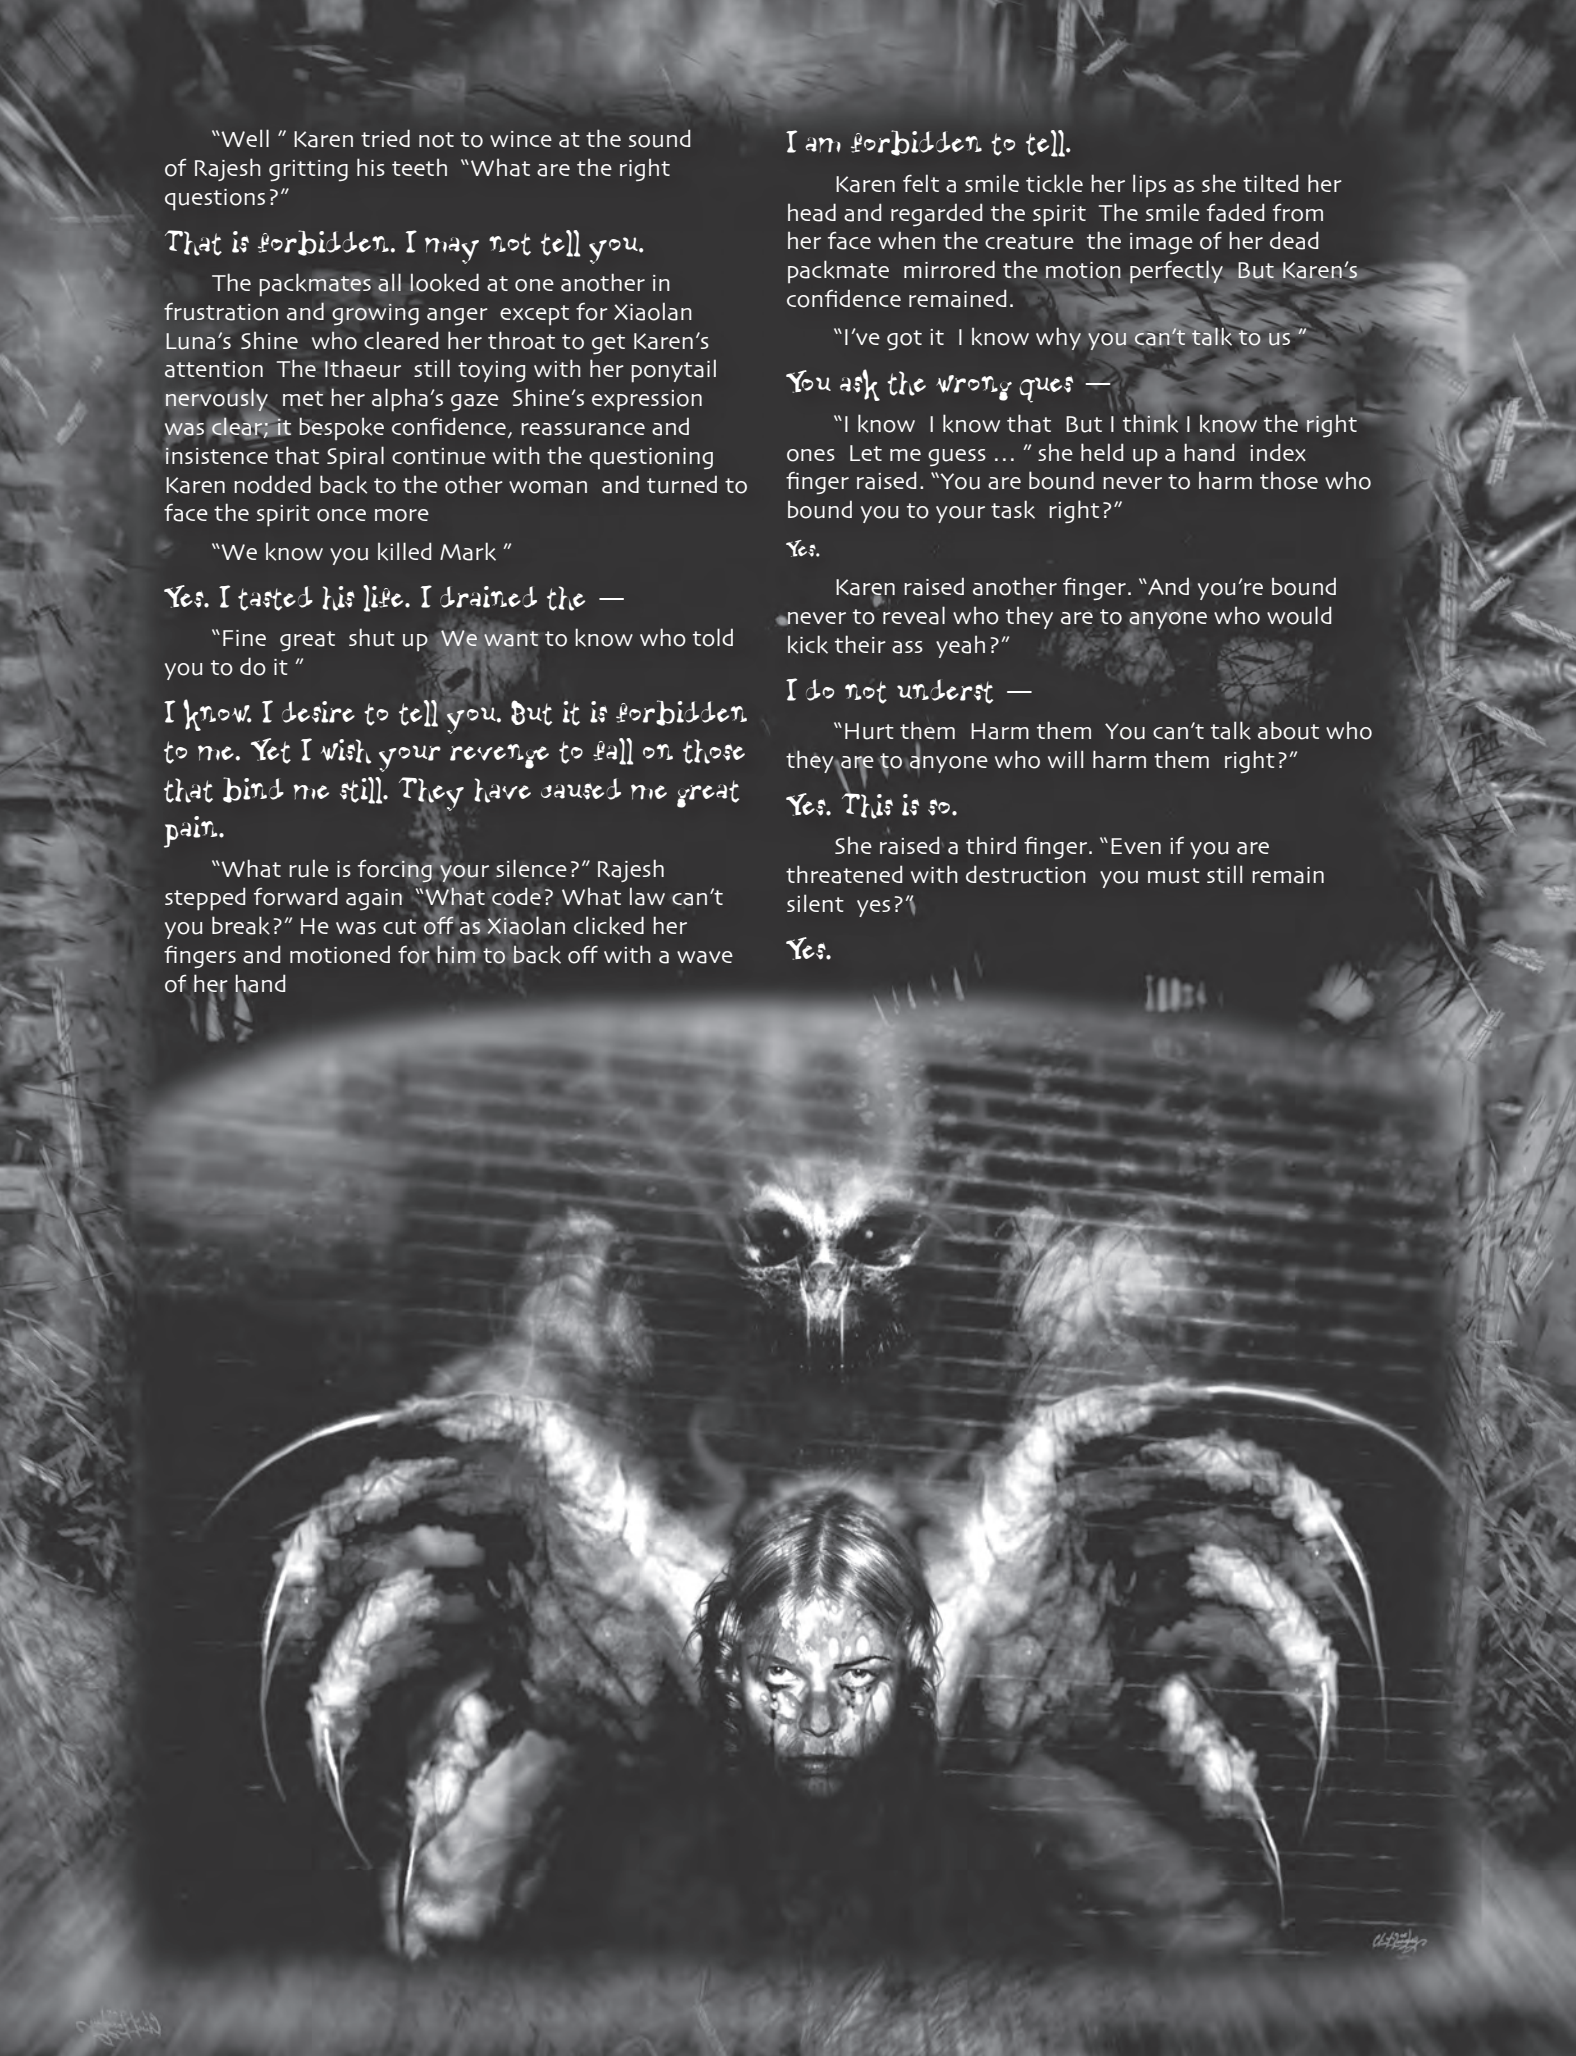 “Well ” Karen tried not to wince at the sound
of Rajesh gritting his teeth “What are the right
questions?”
That is forbidden. I may not tell you.
The packmates all looked at one another in
frustration and growing anger except for Xiaolan
Luna’s Shine who cleared her throat to get Karen’s
attention The Ithaeur still toying with her ponytail
nervously met her alpha’s gaze Shine’s expression
was clear; it bespoke confidence, reassurance and
insistence that Spiral continue with the questioning
Karen nodded back to the other woman and turned to
face the spirit once more
“We know you killed Mark ”
Yes. I tasted his life. I drained the —
“Fine great shut up We want to know who told
you to do it ”
I know. I desire to tell you. But it is forbidden
to me. Yet I wish your revenge to fall on those
that bind me still. They have caused me great
pain.
“What rule is forcing your silence?” Rajesh
stepped forward again “What code? What law can’t
you break?” He was cut off as Xiaolan clicked her
fingers and motioned for him to back off with a wave
of her hand
I am forbidden to tell.
Karen felt a smile tickle her lips as she tilted her
head and regarded the spirit The smile faded from
her face when the creature the image of her dead
packmate mirrored the motion perfectly But Karen’s
confidence remained.
“I’ve got it I know why you can’t talk to us ”
You ask the wrong ques —
“I know I know that But I think I know the right
ones Let me guess … ” she held up a hand index
finger raised. “You are bound never to harm those who
bound you to your task right?”
Yes.
Karen raised another finger. “And you’re bound
never to reveal who they are to anyone who would
kick their ass yeah?”
I do not underst —
“Hurt them Harm them You can’t talk about who
they are to anyone who will harm them right?”
Yes. This is so.
She raised a third finger. “Even if you are
threatened with destruction you must still remain
silent yes?”
Yes.